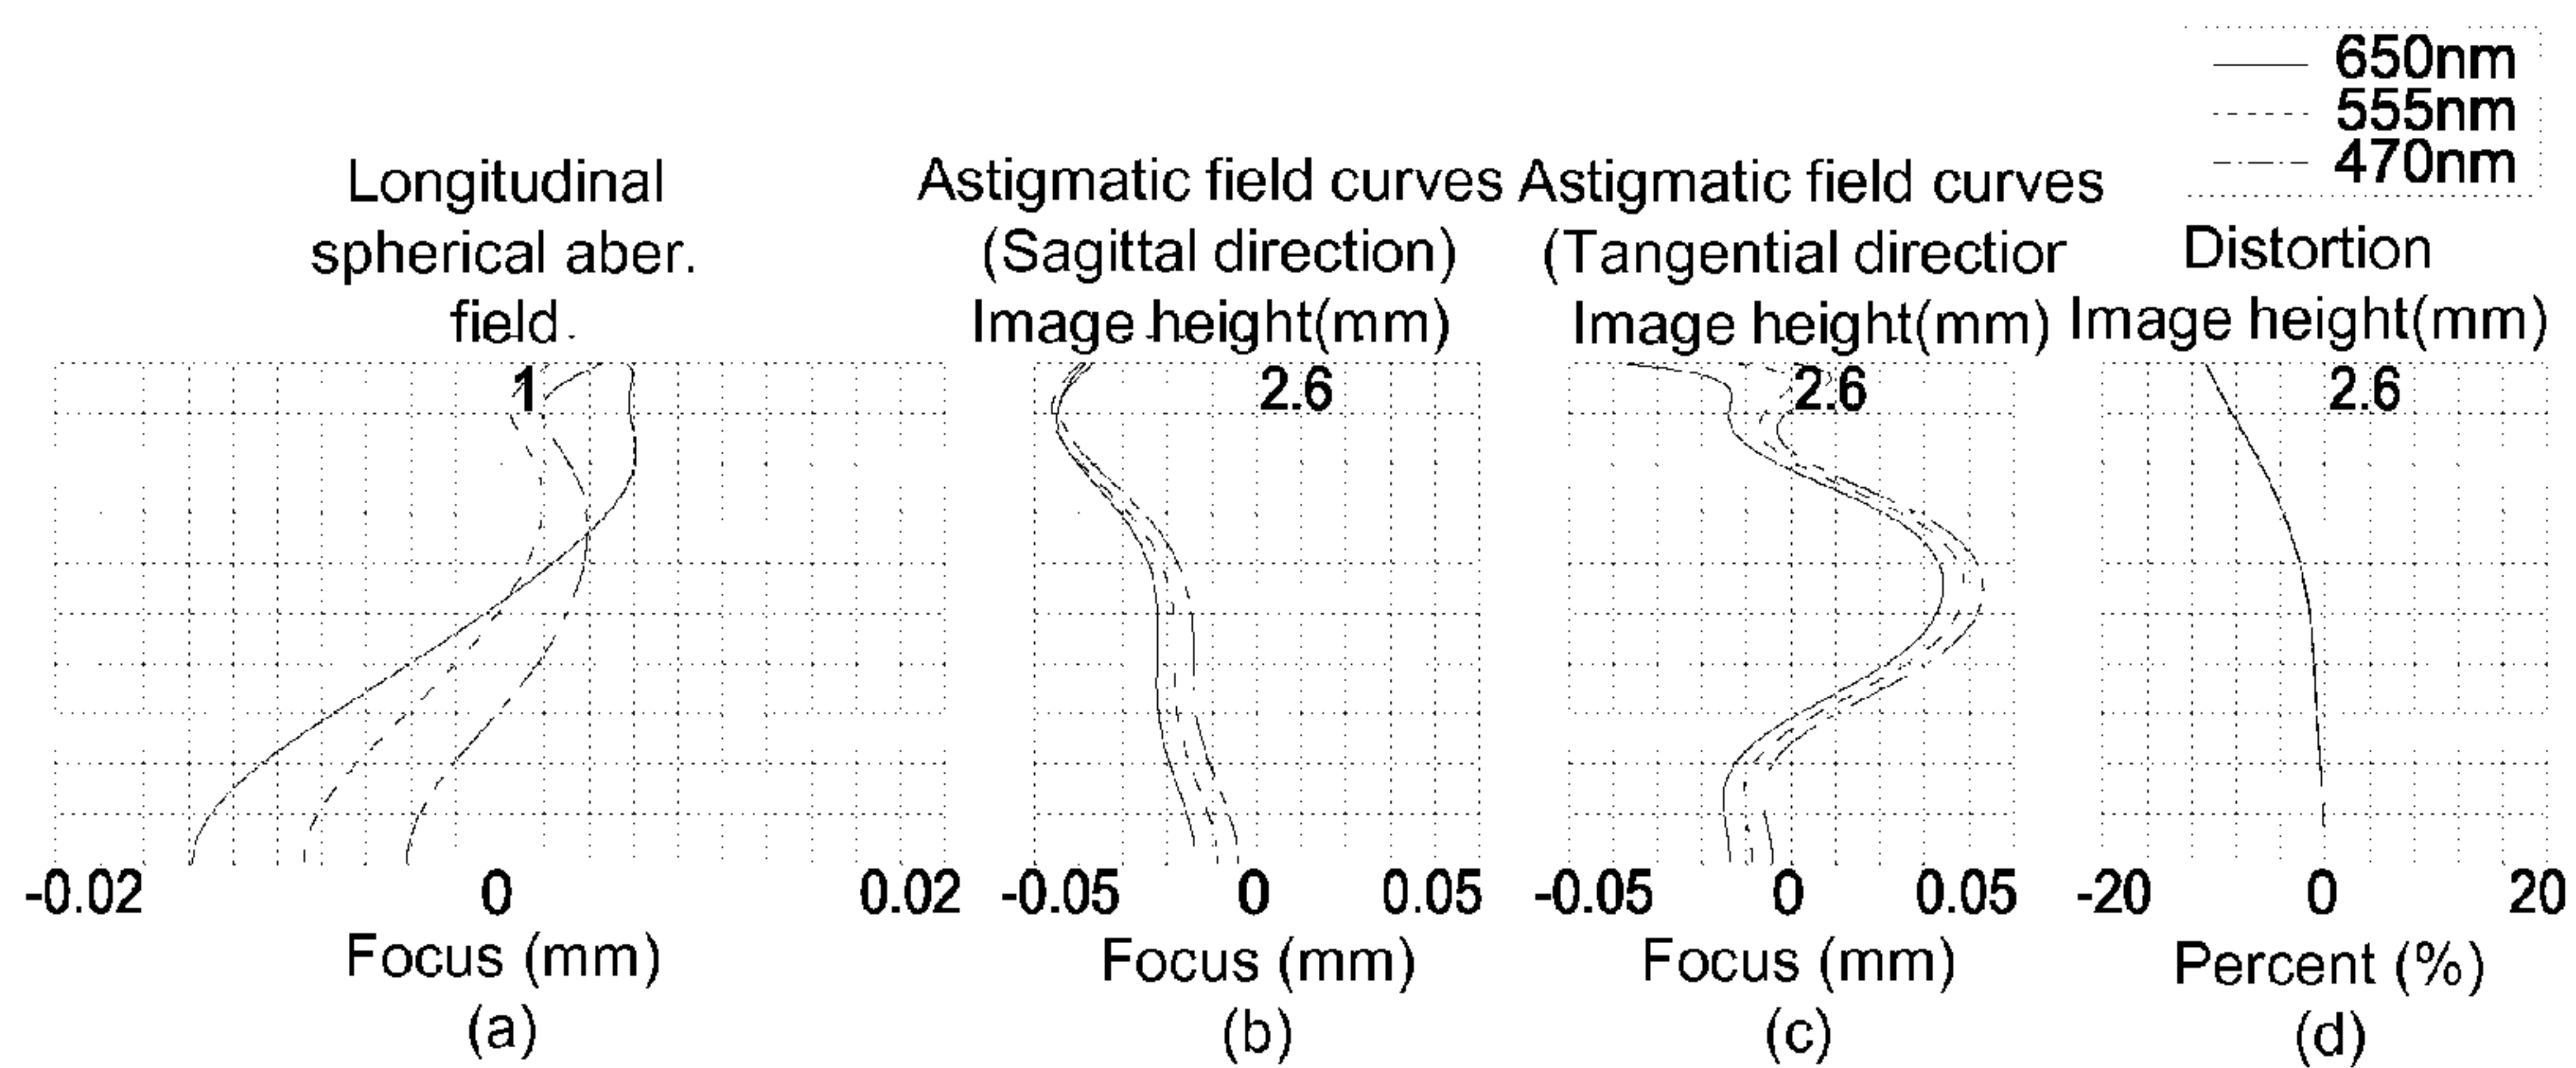 650nm
555nm
470nm
Longitudinal
spherical aber.
field
1
-0.02 0 0.02
Focus (mm)
(a)
Astigmatic field curves
(Sagittal direction)
Image height(mm)
2.6
-0.05 0 0.05
Focus (mm)
(b)
Astigmatic field curves
(Tangential direction
Image height(mm)
2.6
-0.05 0 0.05
Focus (mm)
(c)
Distortion
Image height(mm)
2.6
-20 0 20
Percent (%)
(d)